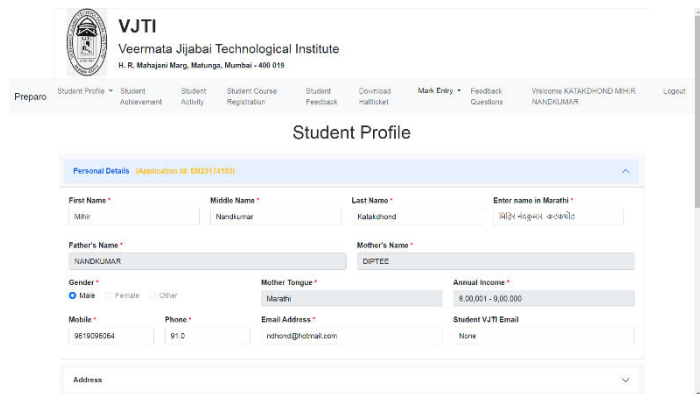 VJTI
Veermata Jijabai Technological Institute
H. R. Mahajani Marg, Matunga, Mumbai - 400 019
Preparo
Student Profile
Student Achievement
Student Activity
Student Course Registration
Student Feedback
Download Hallticket
Mark Entry
Feedback Questions
Welcome KATAKDHOND MIHIR NANDKUMAR
Logout
Student Profile
Personal Details (Application Id: EN23174193)
First Name * Middle Name * Last Name * Enter name in Marathi *
Mihir Nandkumar Katakdhond मिहिर नंदकुमार कटकधोंड
Father's Name * Mother's Name *
NANDKUMAR DIPTEE
Gender * Mother Tongue * Annual Income *
Male Female Other Marathi 8,00,001 - 9,00,000
Mobile * Phone * Email Address * Student VJTI Email
9619096064 91.0 ndhond@hotmail.com None
Address